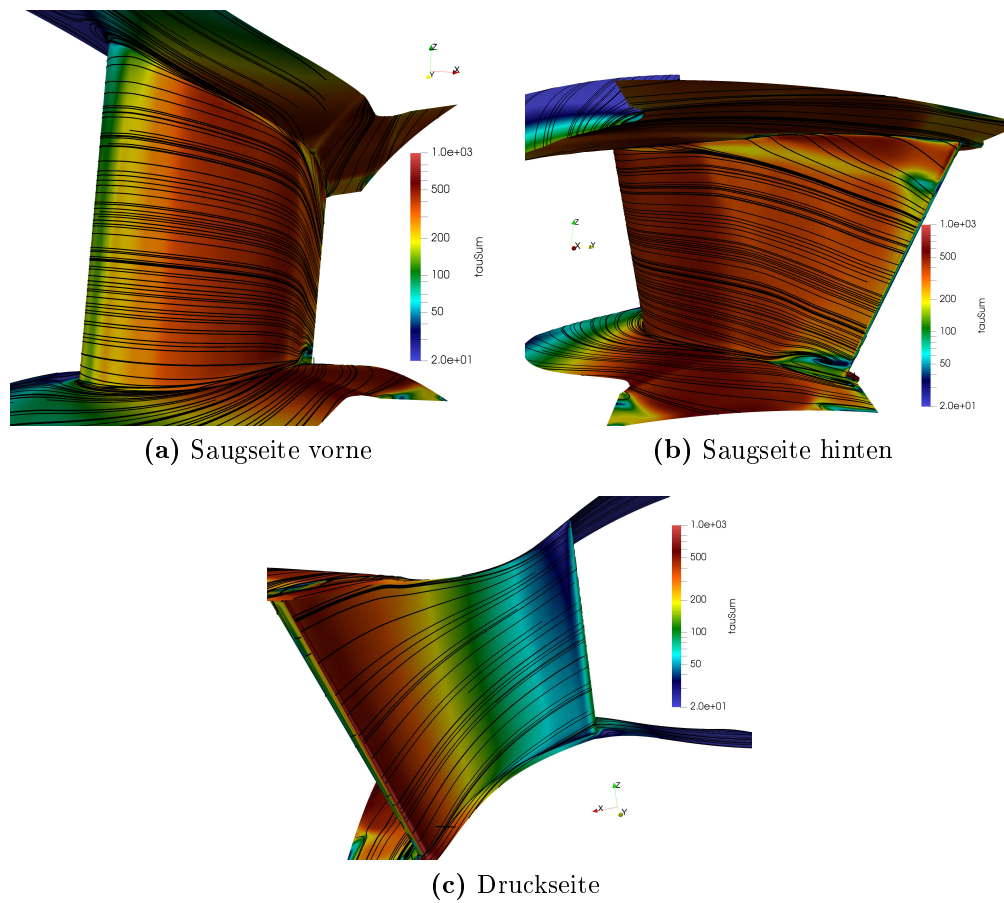 Z
X
Y
1.0e+03
500
200
100
50
2.0e+01
tauSum
Z
X
Y
1.0e+03
500
200
100
50
2.0e+01
tauSum
(a) Saugseite vorne
(b) Saugseite hinten
1.0e+03
500
200
100
50
2.0e+01
tauSum
Z
X
Y
(c) Druckseite